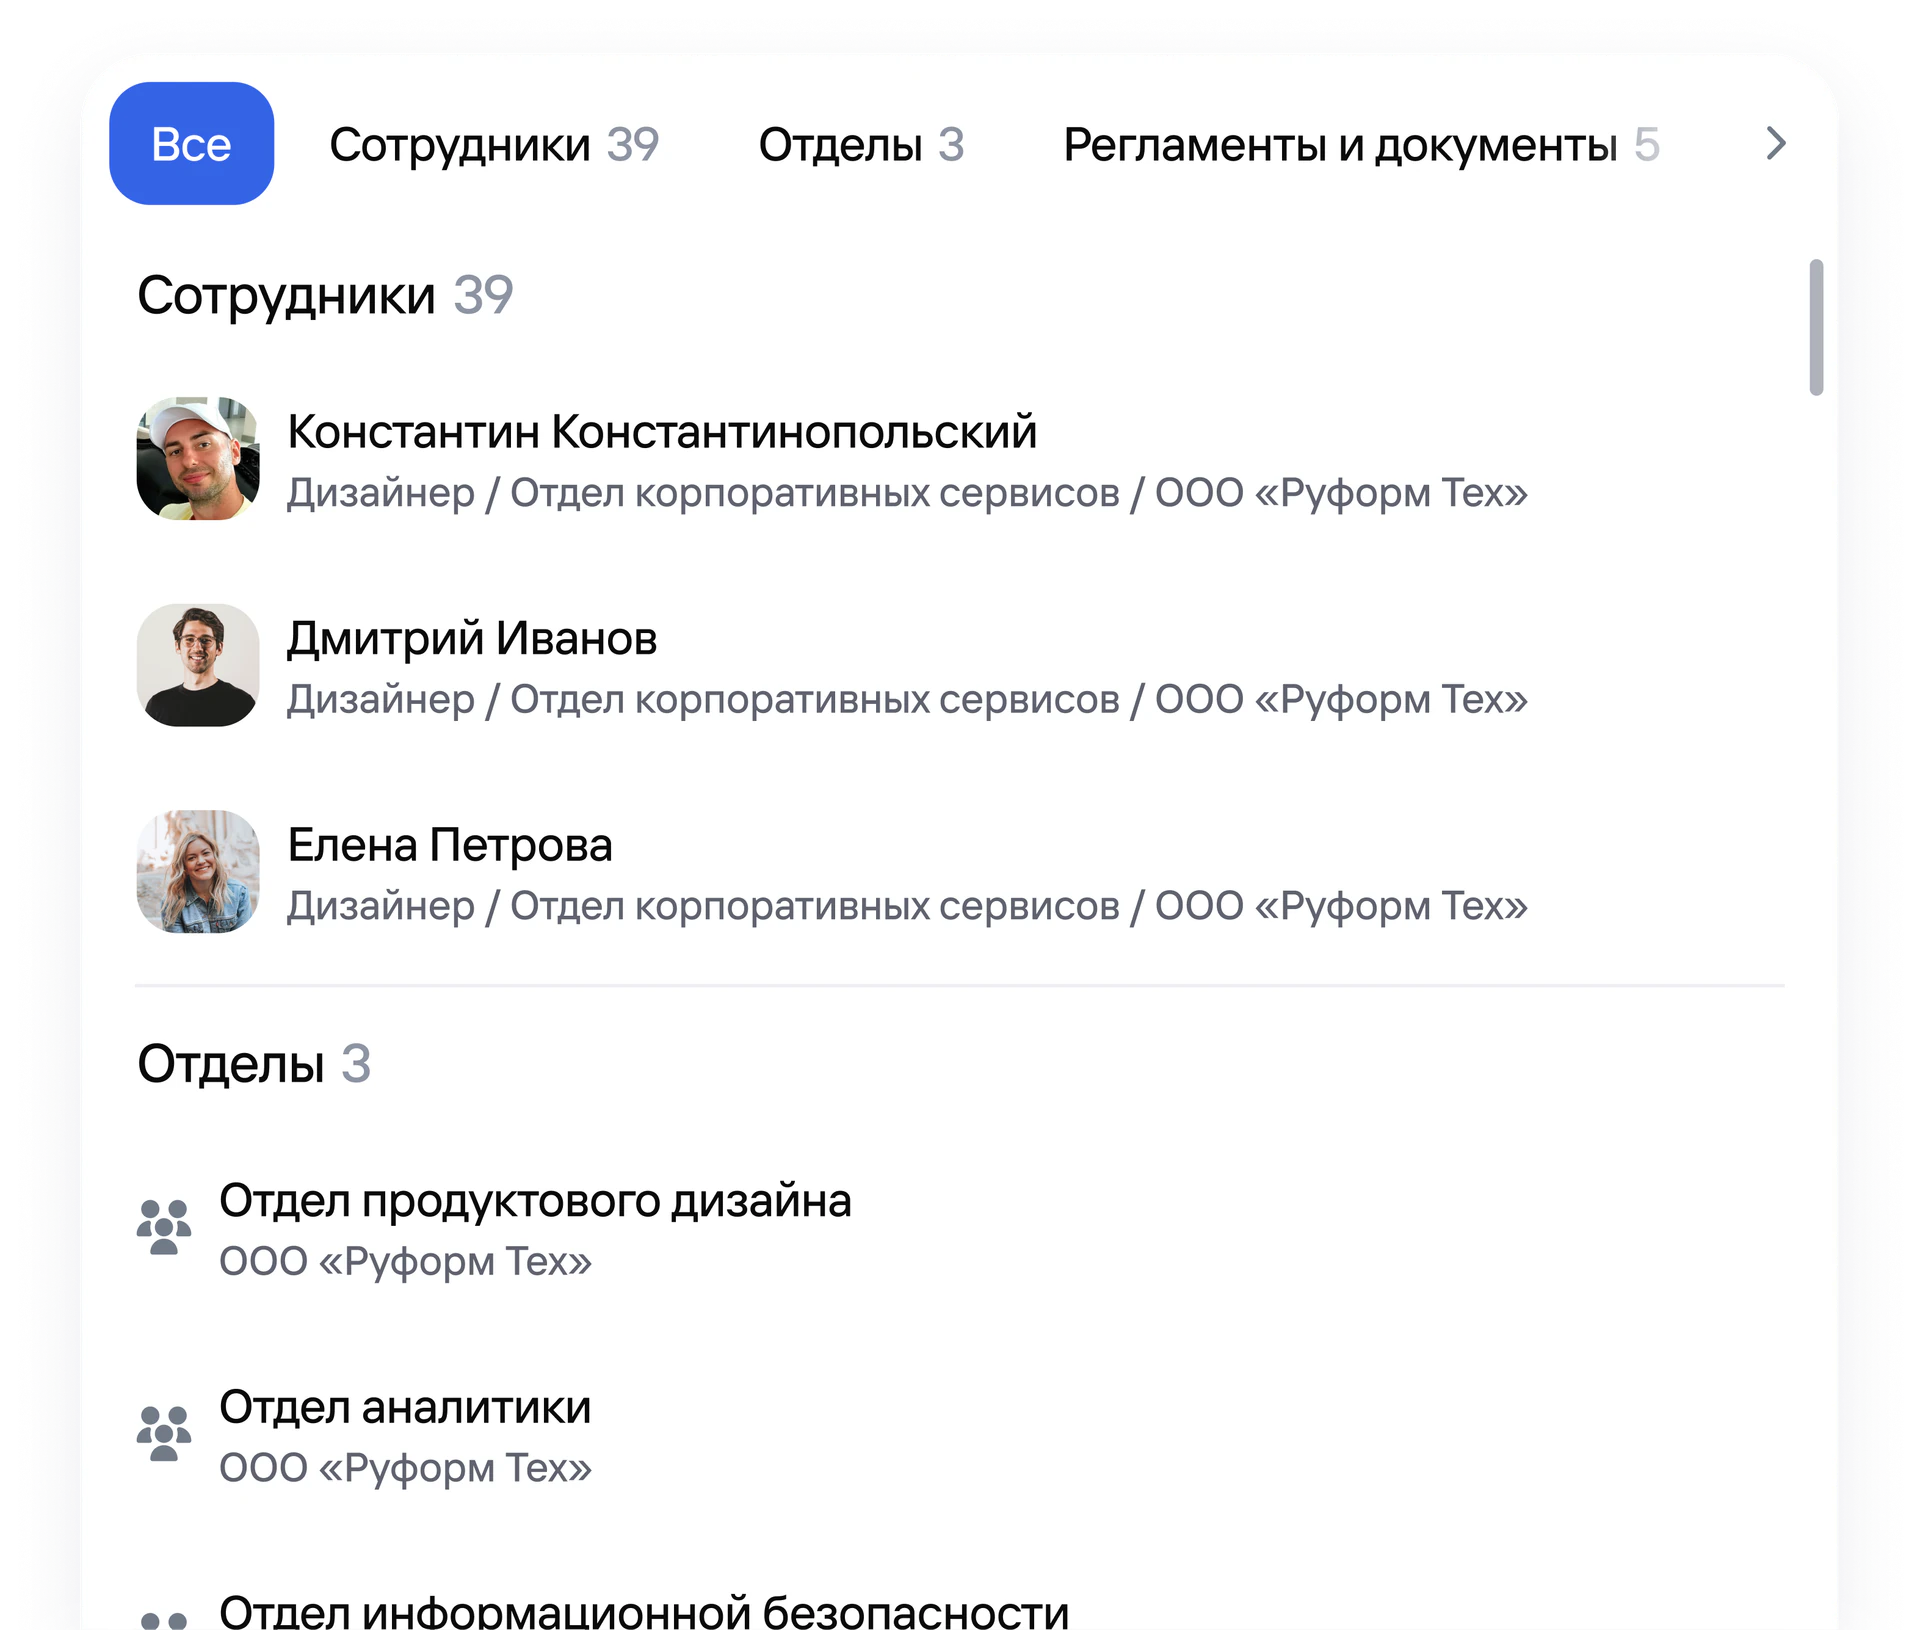 Все Сотрудники 39 Отделы 3 Регламенты и документы 5
Сотрудники 39
Константин Константинопольский
Дизайнер / Отдел корпоративных сервисов / ООО «Руформ Тех»
Дмитрий Иванов
Дизайнер / Отдел корпоративных сервисов / ООО «Руформ Тех»
Елена Петрова
Дизайнер / Отдел корпоративных сервисов / ООО «Руформ Тех»
Отделы 3
Отдел продуктового дизайна
ООО «Руформ Тех»
Отдел аналитики
ООО «Руформ Тех»
Отдел информационной безопасности